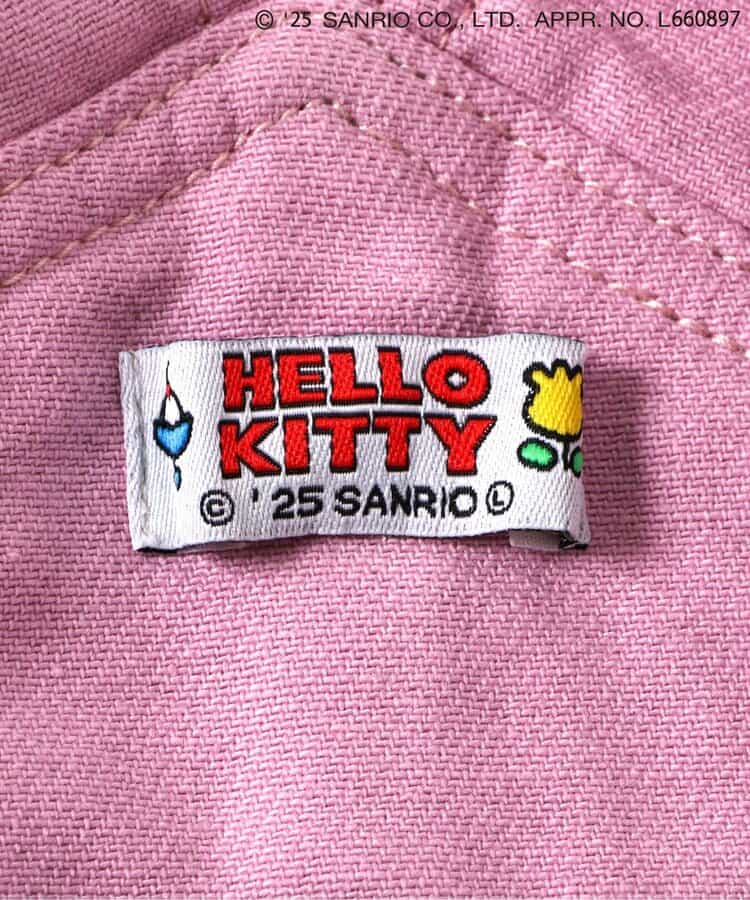 © '25 SANRIO CO., LTD. APPR. NO. L660897
HELLO
KITTY
© '25 SANRIO Ⓛ